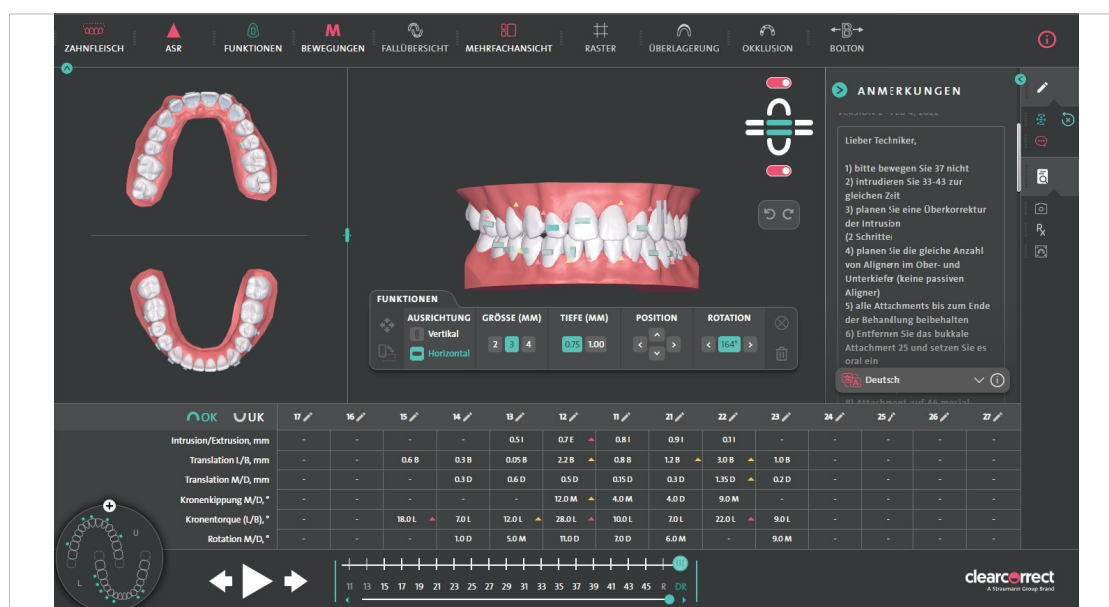 ZAHNFLEISCH ASR FUNKTIONEN BEWEGUNGEN FALLÜBERSICHT MEHRFACHANSICHT RASTER ÜBERLAGERUNG OKKLUSION BOLTON
ANMERKUNGEN
Lieber Techniker,
1) bitte bewegen Sie 37 nicht
2) intrudieren Sie 33-43 zur
gleichen Zeit
3) planen Sie eine Überkorrektur
der Intrusion
(2 Schritte)
4) planen Sie die gleiche Anzahl
von Alignern im Ober- und
Unterkiefer (keine passiven
Aligner)
5) alle Attachments bis zum Ende
der Behandlung beibehalten
6) Entfernen Sie das bukkale
Attachment 25 und setzen Sie es
oral ein
Deutsch
8) Attachment auf 46 mesial
FUNKTIONEN
AUSRICHTUNG GRÖSSE (MM) TIEFE (MM) POSITION ROTATION
Vertikal
Horizontal
2 3 4 0.75 1.00 164°
OK UK 17 16 15 14 13 12 11 21 22 23 24 25 26 27
Intrusion/Extrusion, mm - - - - 0.5 I 0.7 E 0.8 I 0.9 I 0.1 I - - - - -
Translation L/B, mm - - 0.6 B 0.3 B 0.05 B 2.2 B 0.8 B 1.2 B 3.0 B 1.0 B - - - -
Translation M/D, mm - - - 0.3 D 0.6 D 0.5 D 0.15 D 0.3 D 1.35 D 0.2 D - - - -
Kronenkippung M/D, ° - - - - - 12.0 M 4.0 M 4.0 D 9.0 M - - - - -
Kronentorque (L/B), ° - - 18.0 L 7.0 L 12.0 L 28.0 L 10.0 L 7.0 L 22.0 L 9.0 L - - - -
Rotation M/D, ° - - - 1.0 D 5.0 M 11.0 D 7.0 D 6.0 M - 9.0 M - - - -
U
L
11 13 15 17 19 21 23 25 27 29 31 33 35 37 39 41 43 45 R DR
clearcorrect
A Straumann Group Brand